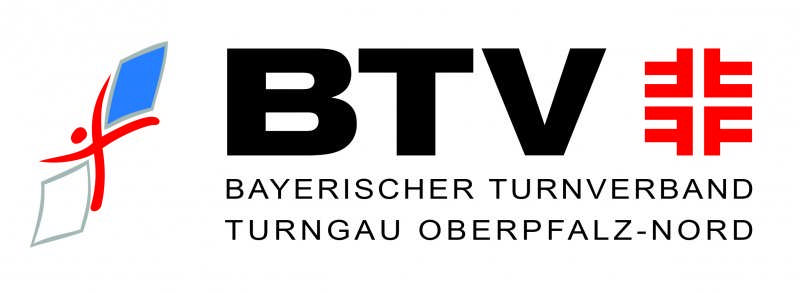 BTV
BAYERISCHER TURNVERBAND
TURNGAU OBERPFALZ-NORD